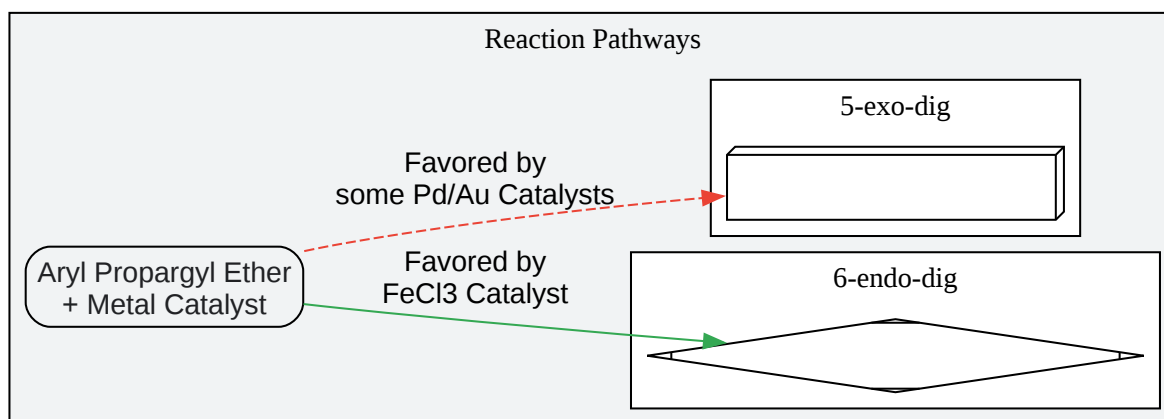 Reaction Pathways
5-exo-dig
Favored by
some Pd/Au Catalysts
Aryl Propargyl Ether
+ Metal Catalyst
Favored by
FeCl3 Catalyst
6-endo-dig